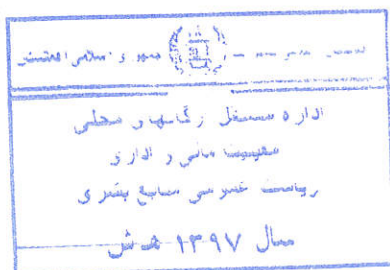 جمهوری اسلامی افغانستان
اداره مستقل ارگانهای محلی
معینیت مالی و اداری
ریاست عمومی منابع بشری
سال ۱۳۹۷ هـ ش